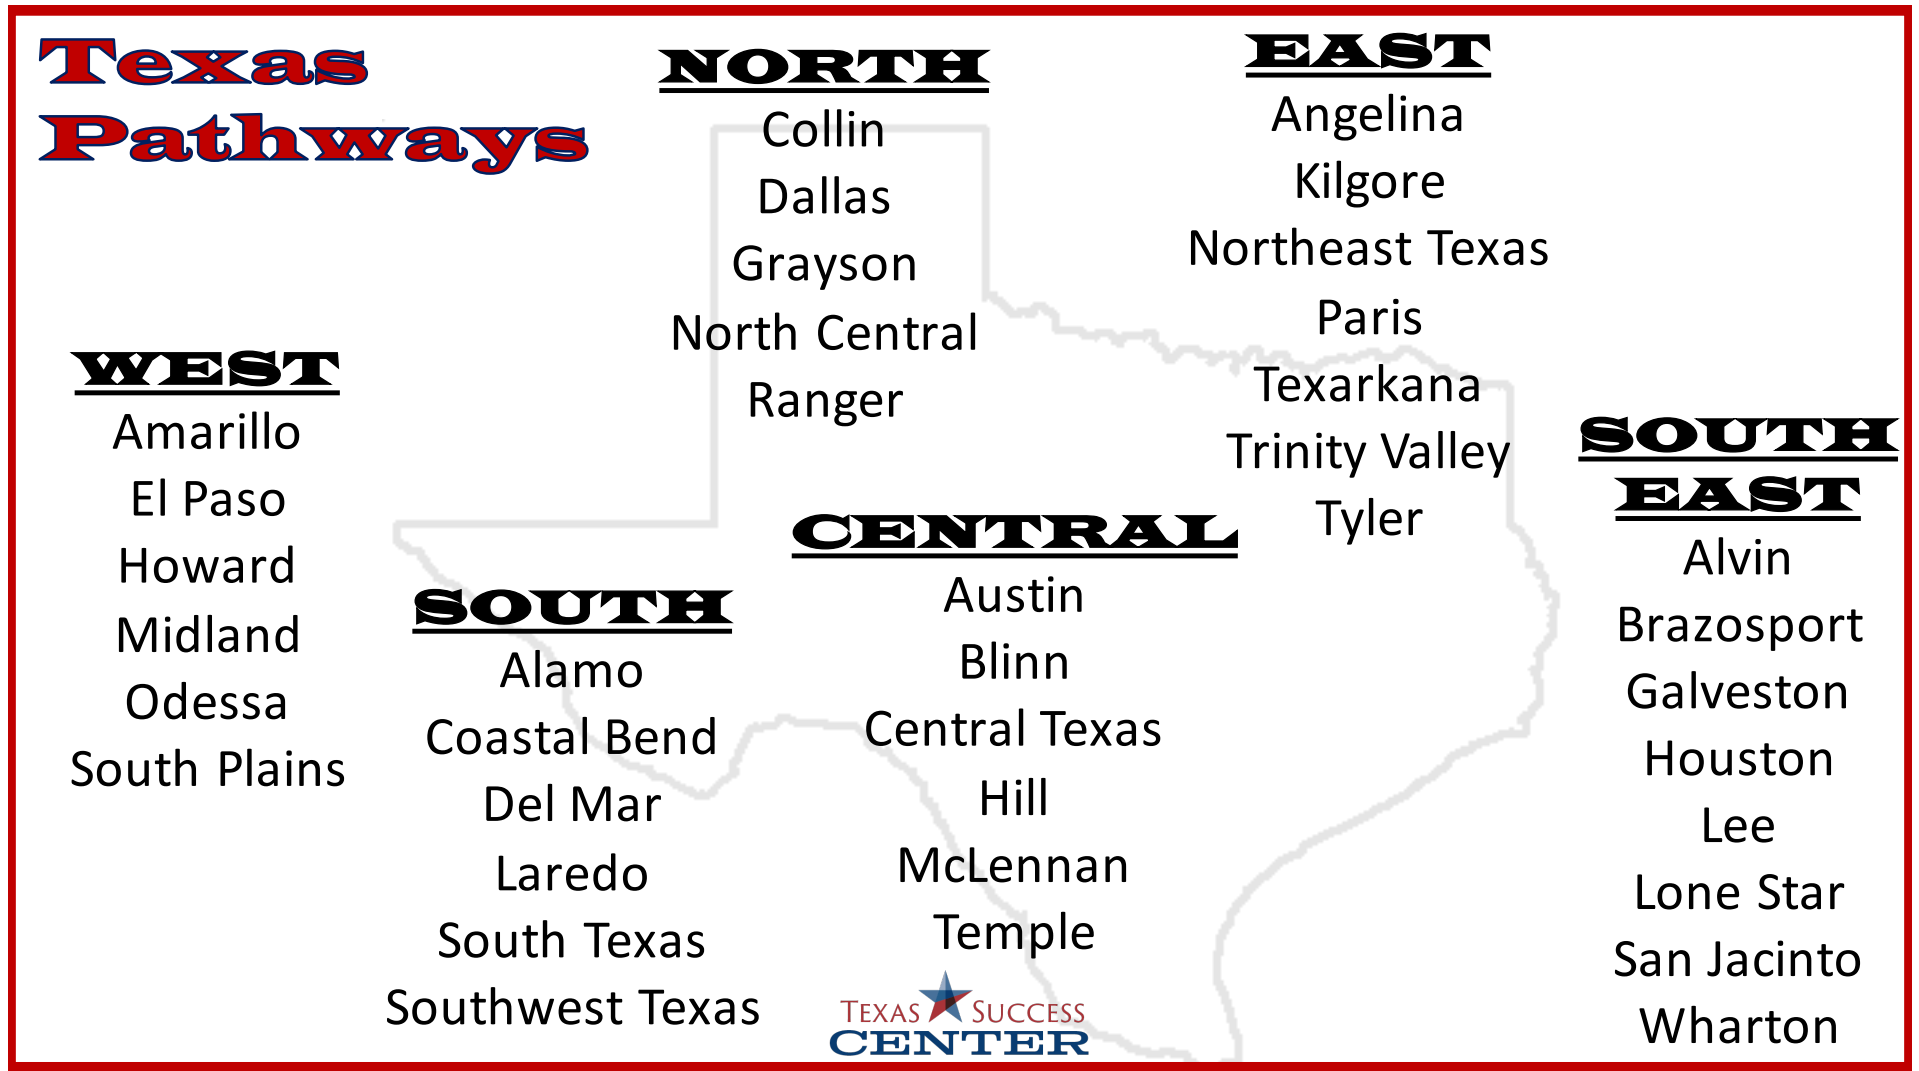 Texas
Pathways
NORTH
Collin
Dallas
Grayson
North Central
Ranger
EAST
Angelina
Kilgore
Northeast Texas
Paris
Texarkana
Trinity Valley
Tyler
WEST
Amarillo
El Paso
Howard
Midland
Odessa
South Plains
SOUTH
Alamo
Coastal Bend
Del Mar
Laredo
South Texas
Southwest Texas
CENTRAL
Austin
Blinn
Central Texas
Hill
McLennan
Temple
SOUTH
EAST
Alvin
Brazosport
Galveston
Houston
Lee
Lone Star
San Jacinto
Wharton
TEXAS SUCCESS
CENTER